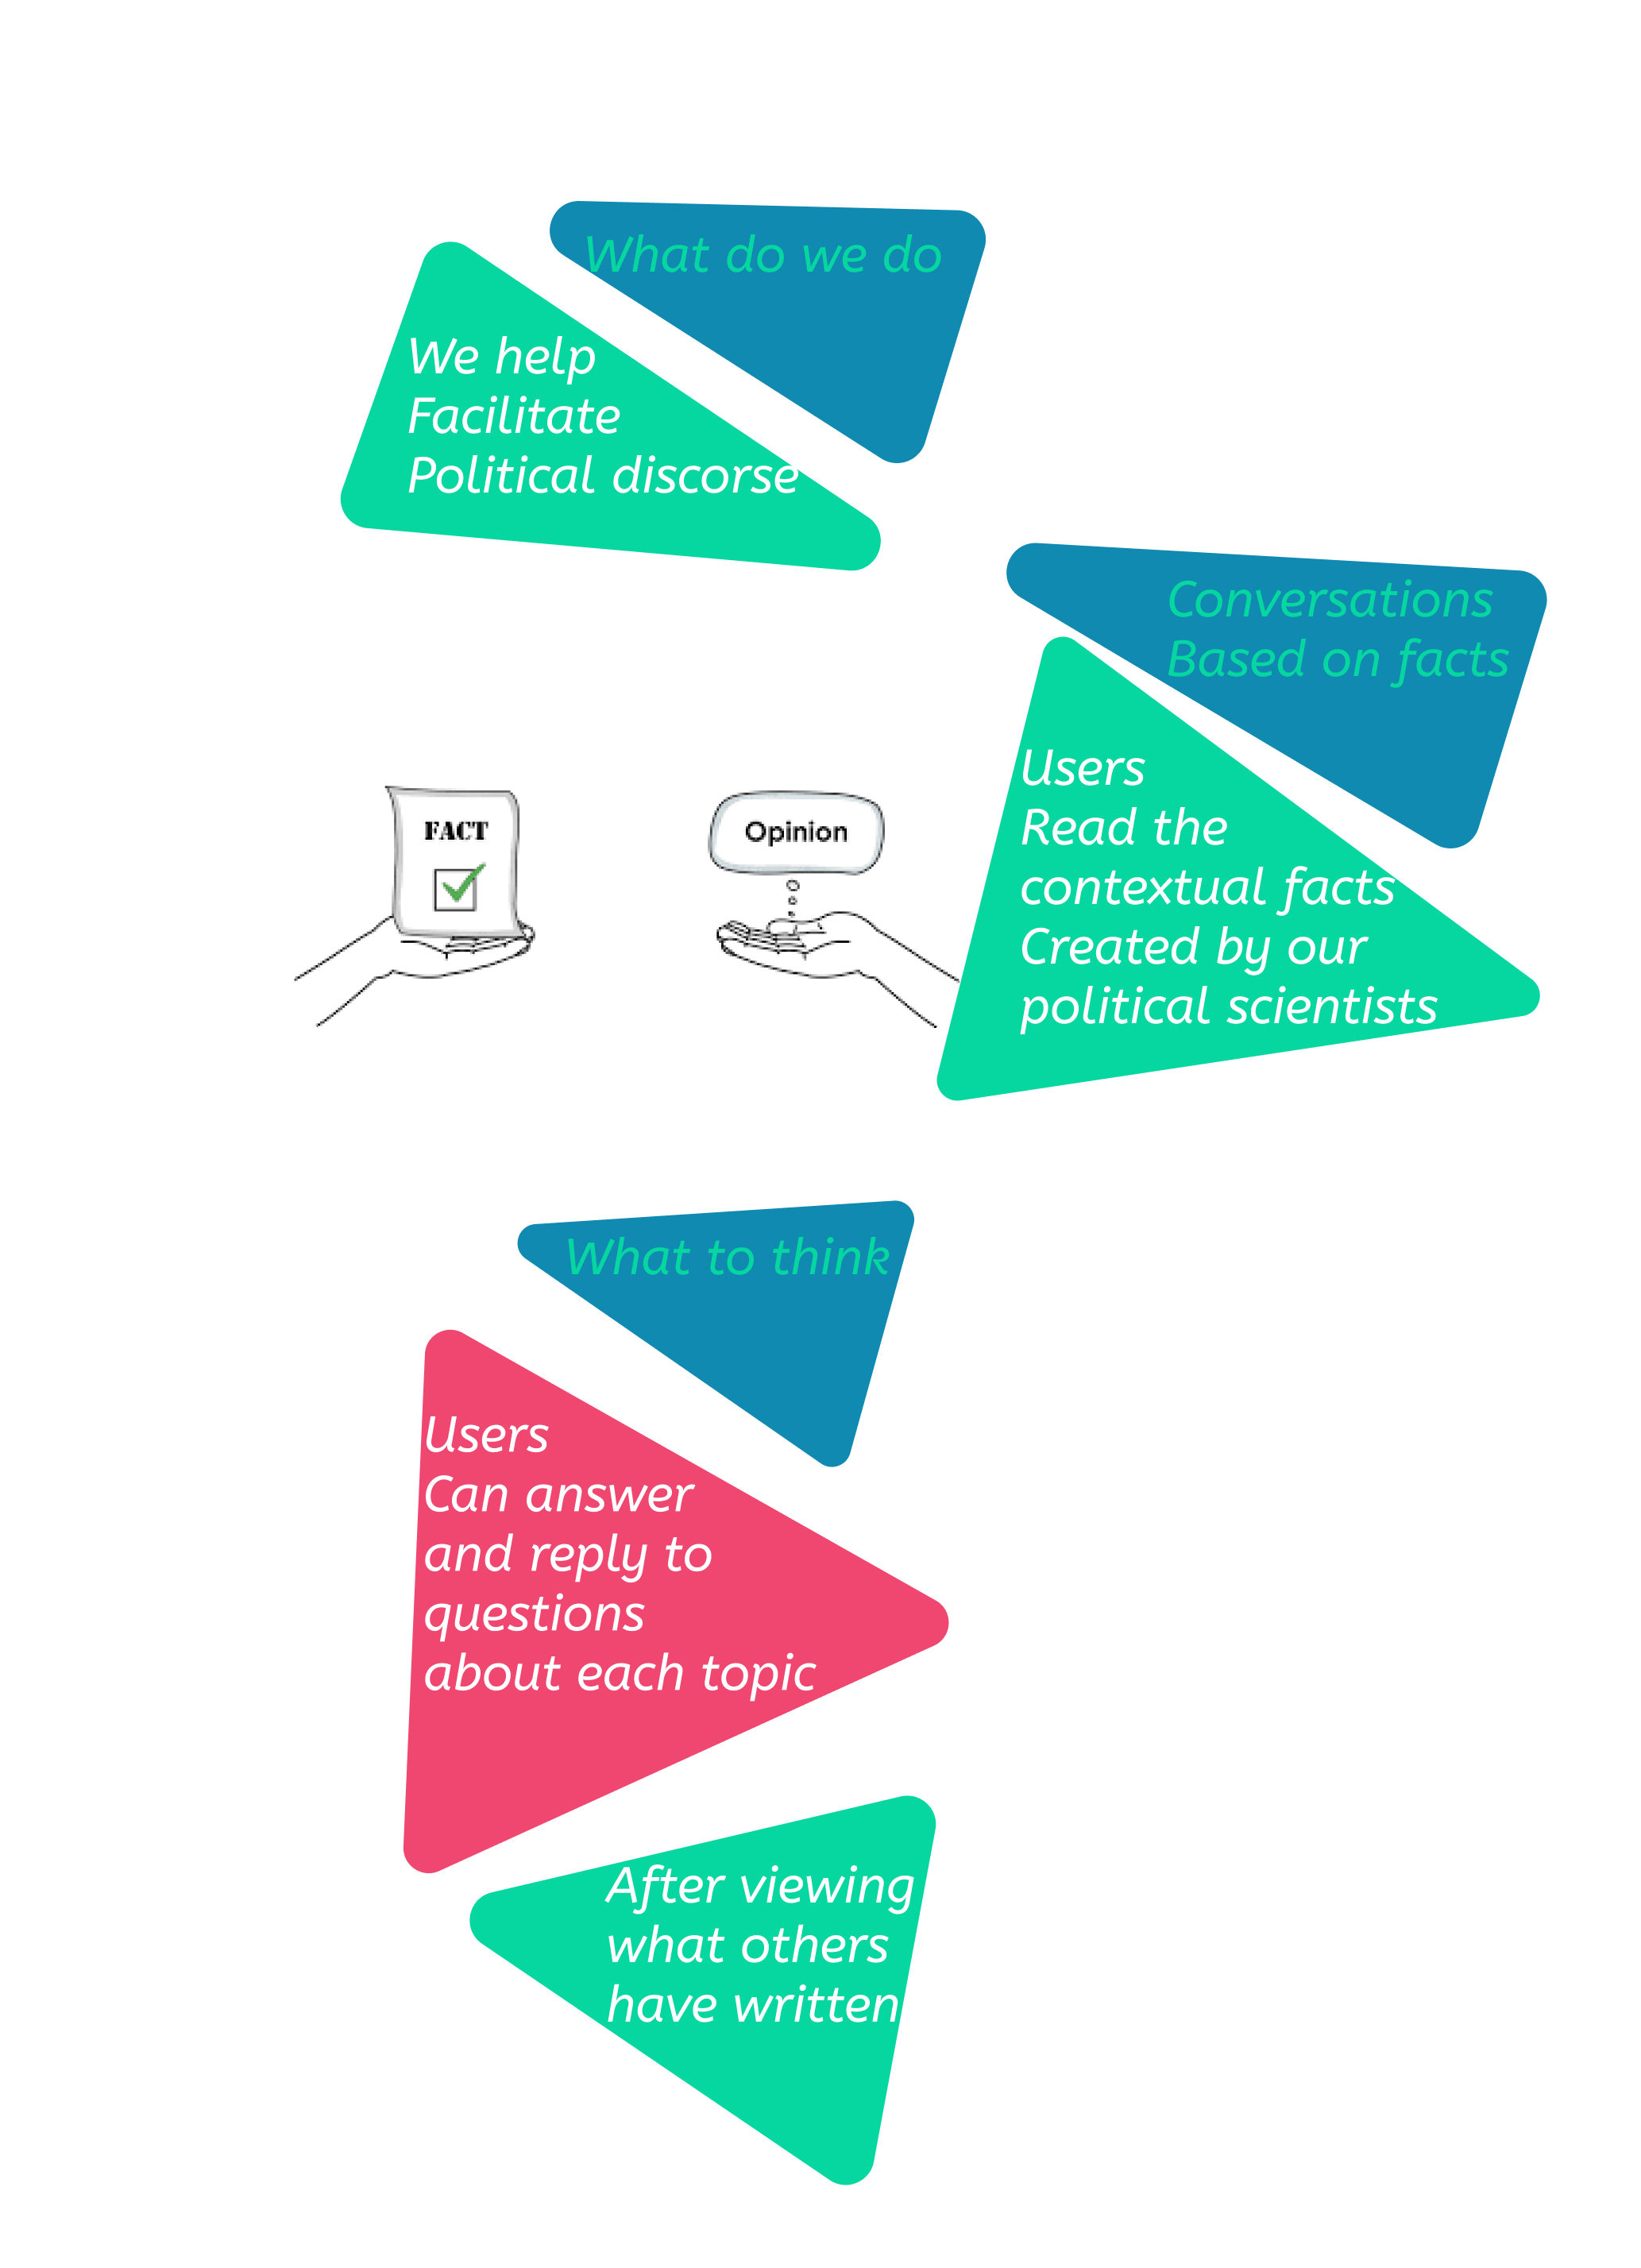 What do we do
We help
Facilitate
Political discorse
Conversations
Based on facts
FACT
Opinion
Users
Read the
contextual facts
Created by our
political scientists
What to think
Users
Can answer
and reply to
questions
about each topic
After viewing
what others
have written